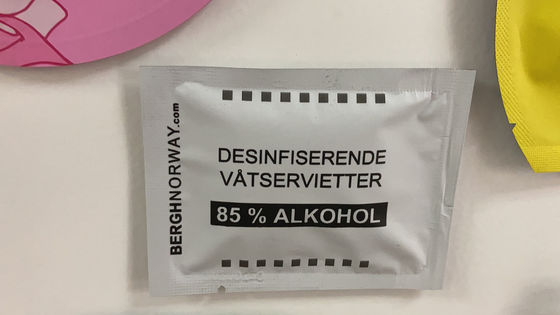 BERGHNORWAY.com
DESINFISERENDE
VÅTSERVIETTER
85 % ALKOHOL